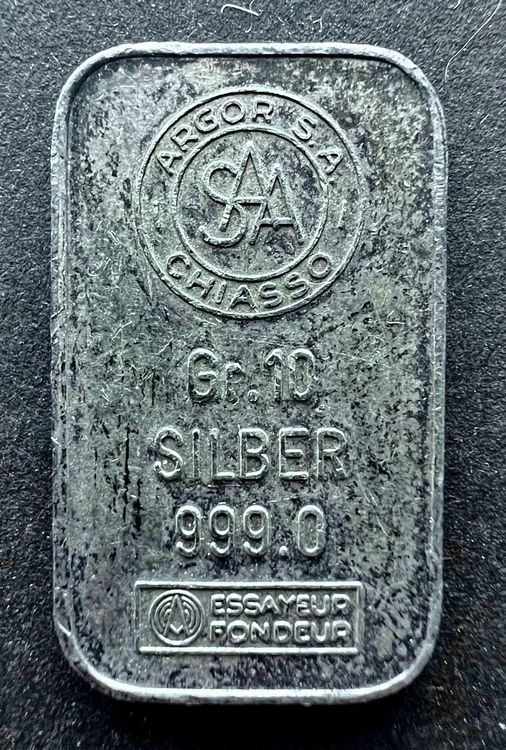 ARGOR S.A.
SAA
CHIASSO
Gr. 10
SILBER
999.0
ESSAYEUR
FONDEUR